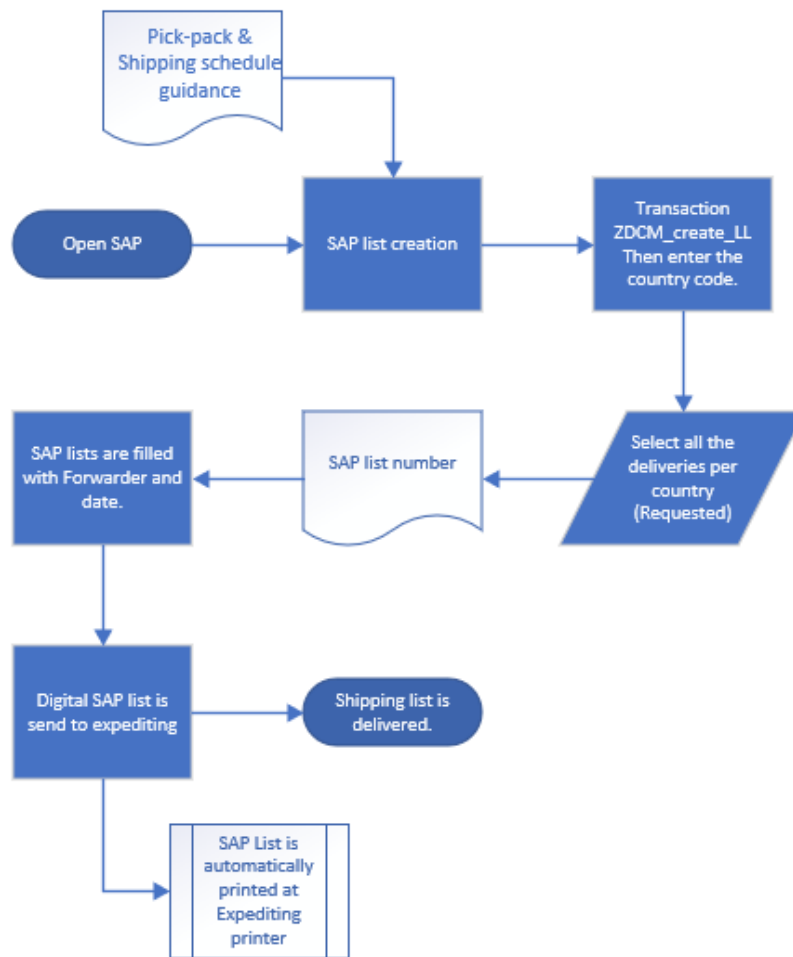 Pick-pack &
Shipping schedule
guidance
Open SAP
SAP list creation
Transaction
ZDCM_create_LL
Then enter the
country code.
SAP lists are filled
with Forwarder and
date.
SAP list number
Select all the
deliveries per
country
(Requested)
Digital SAP list is
send to expediting
Shipping list is
delivered.
SAP List is
automatically
printed at
Expediting
printer